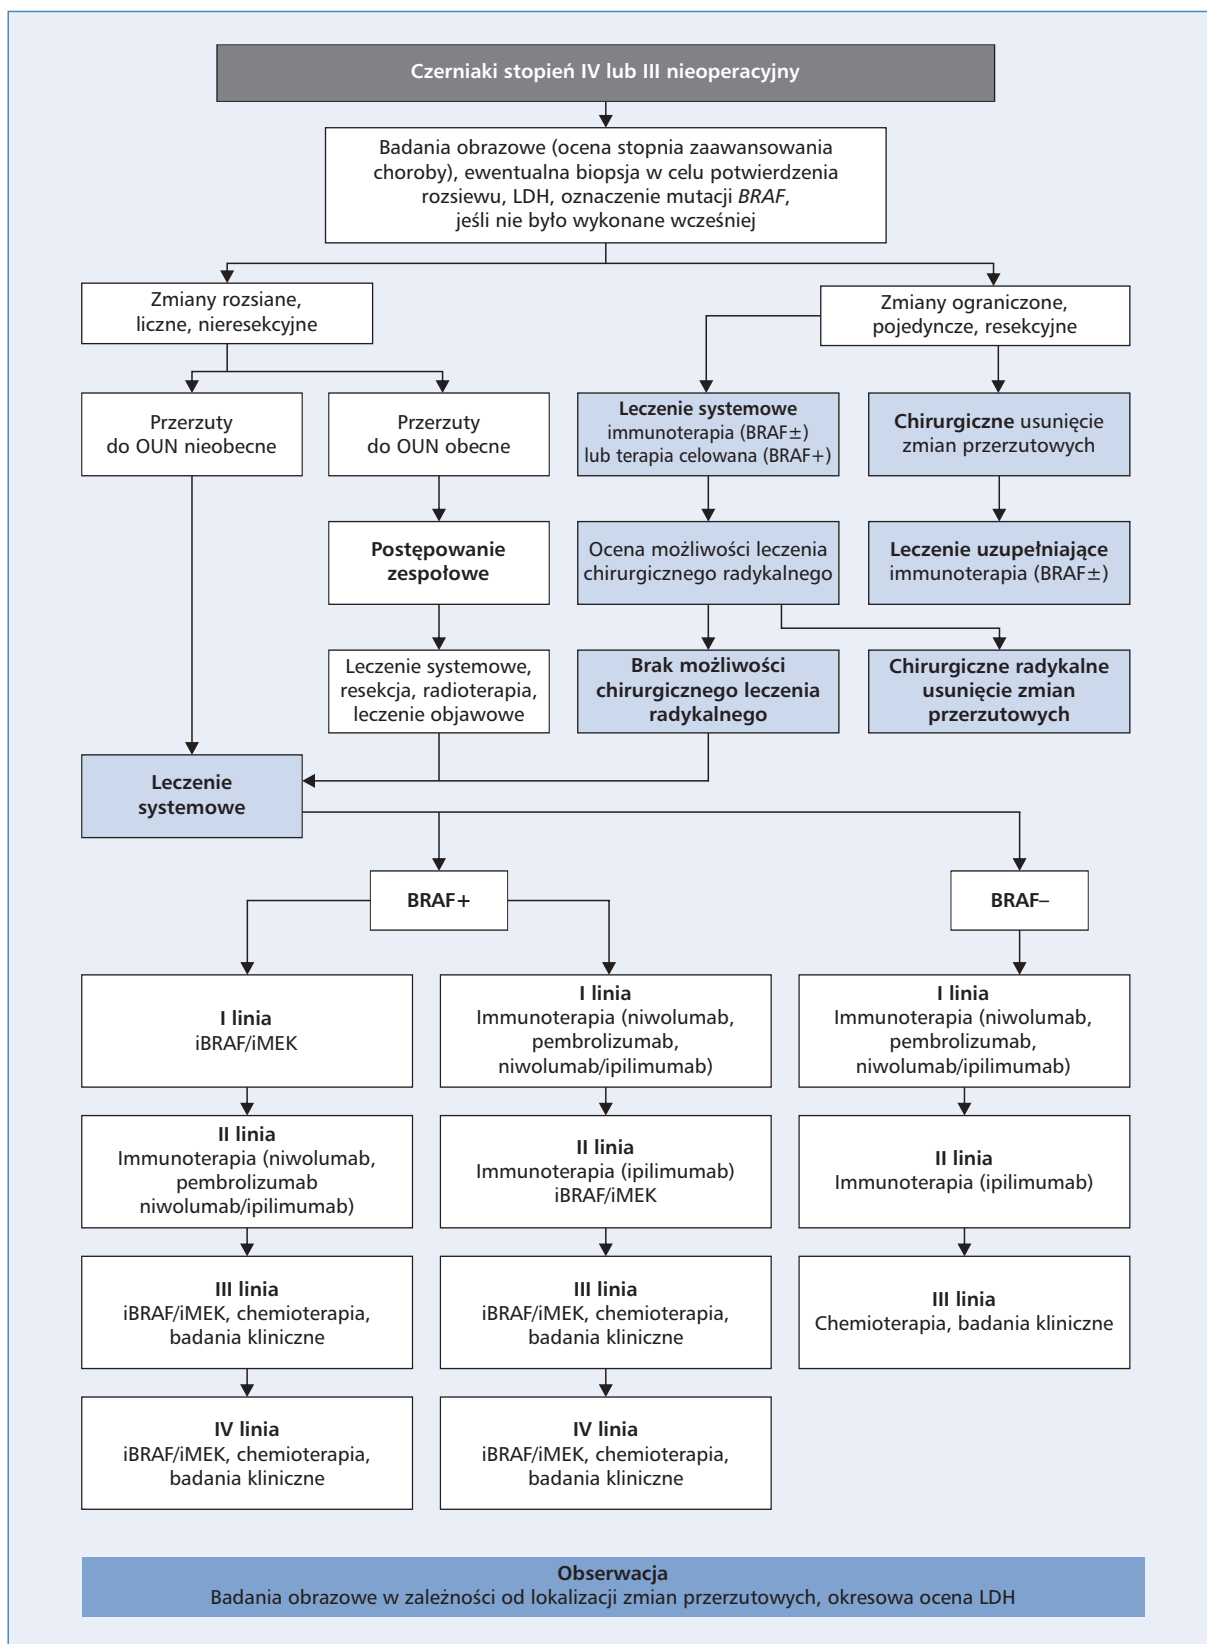 Czerniaki stopień IV lub III nieoperacyjny
Badania obrazowe (ocena stopnia zaawansowania
choroby), ewentualna biopsja w celu potwierdzenia
rozsiewu, LDH, oznaczenie mutacji BRAF,
jeśli nie było wykonane wcześniej
Zmiany rozsiane,
liczne, nieresekcyjne
Zmiany ograniczone,
pojedyncze, resekcyjne
Przerzuty
do OUN nieobecne
Przerzuty
do OUN obecne
Leczenie systemowe
immunoterapia (BRAF±)
lub terapia celowana (BRAF+)
Chirurgiczne usunięcie
zmian przerzutowych
Postępowanie
zespołowe
Ocena możliwości leczenia
chirurgicznego radykalnego
Leczenie uzupełniające
immunoterapia (BRAF±)
Leczenie systemowe,
resekcja, radioterapia,
leczenie objawowe
Brak możliwości
chirurgicznego leczenia
radykalnego
Chirurgiczne radykalne
usunięcie zmian
przerzutowych
Leczenie
systemowe
BRAF+
BRAF–
I linia
iBRAF/iMEK
I linia
Immunoterapia (niwolumab,
pembrolizumab,
niwolumab/ipilimumab)
I linia
Immunoterapia (niwolumab,
pembrolizumab,
niwolumab/ipilimumab)
II linia
Immunoterapia (niwolumab,
pembrolizumab
niwolumab/ipilimumab)
II linia
Immunoterapia (ipilimumab)
iBRAF/iMEK
II linia
Immunoterapia (ipilimumab)
III linia
iBRAF/iMEK, chemioterapia,
badania kliniczne
III linia
iBRAF/iMEK, chemioterapia,
badania kliniczne
III linia
Chemioterapia, badania kliniczne
IV linia
iBRAF/iMEK, chemioterapia,
badania kliniczne
IV linia
iBRAF/iMEK, chemioterapia,
badania kliniczne
Obserwacja
Badania obrazowe w zależności od lokalizacji zmian przerzutowych, okresowa ocena LDH